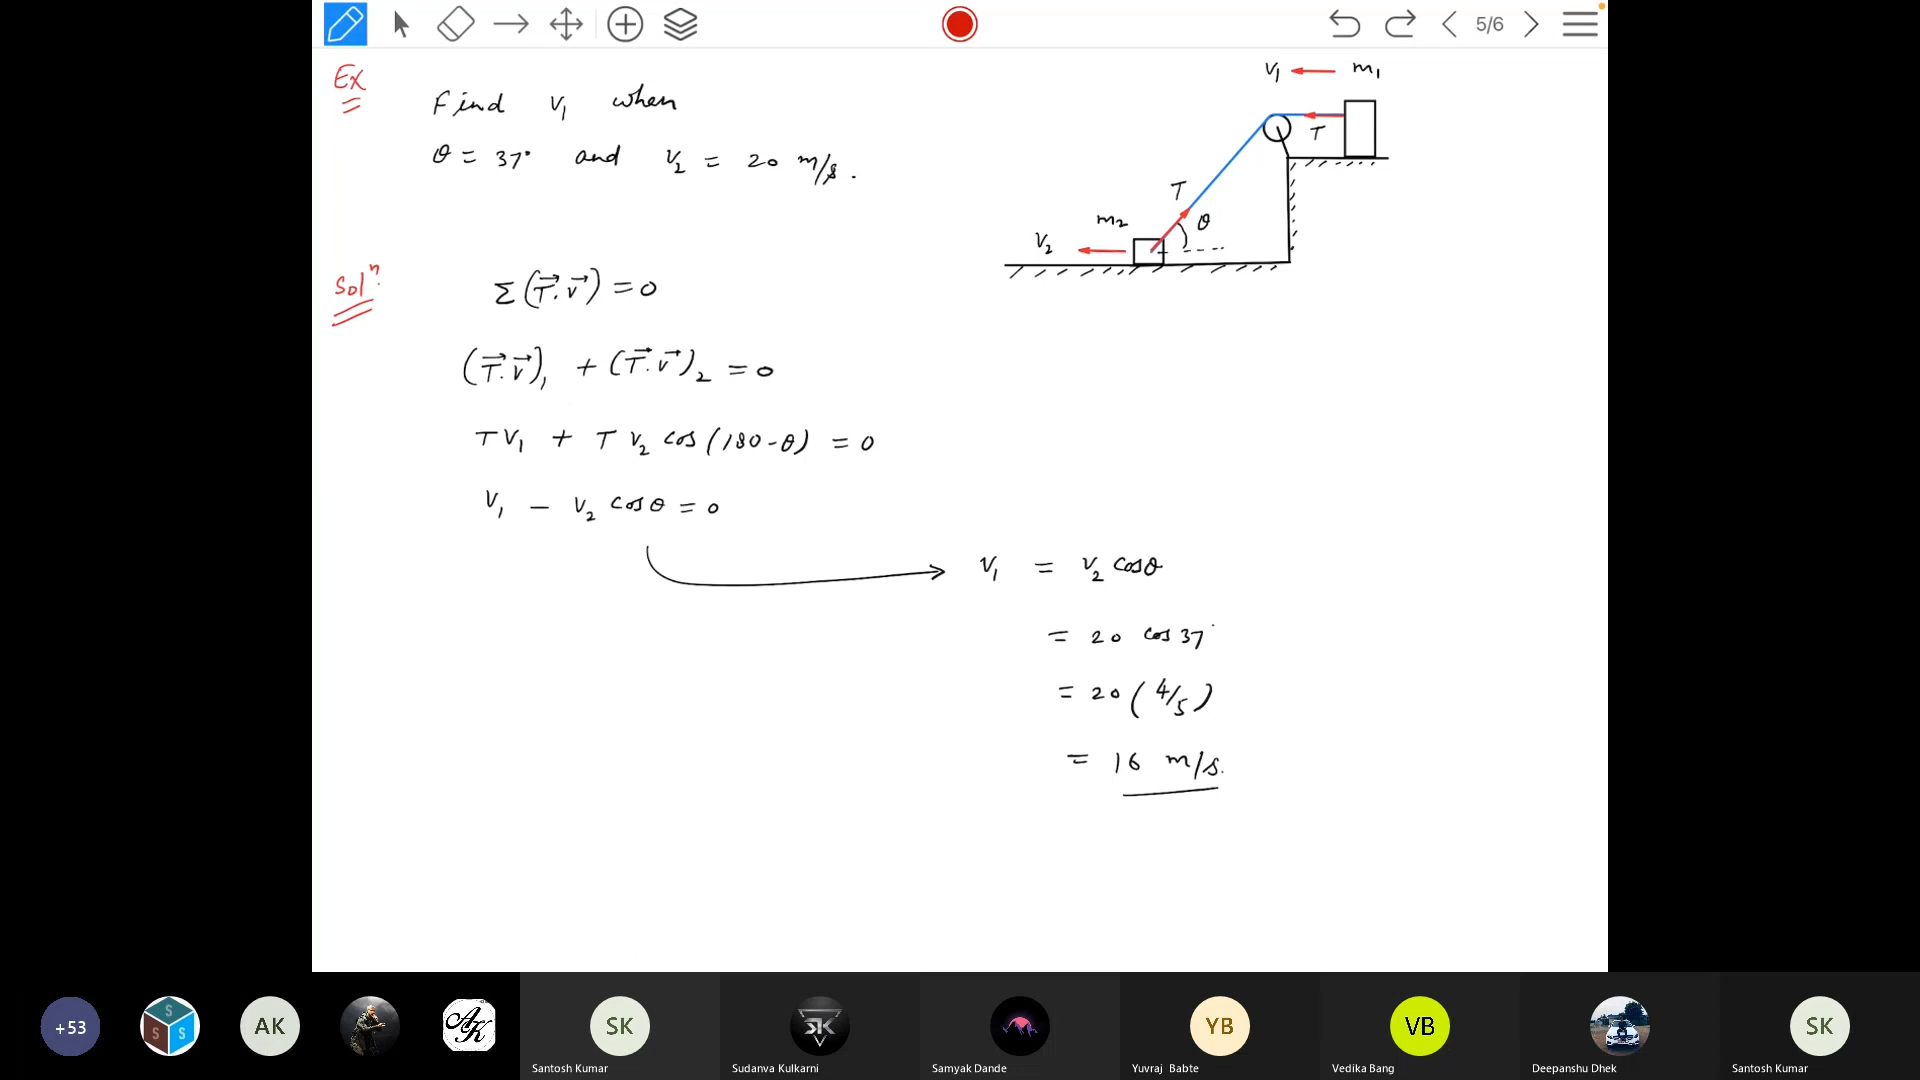 5/6
Ex
Find v₁ when
θ = 37° and v₂ = 20 m/s.
v₁ m₁
T
T
θ
m₂
v₂
Solⁿ:
Σ(T⃗.v⃗) = 0
(T⃗.v⃗)₁ + (T⃗.v⃗)₂ = 0
Tv₁ + Tv₂ cos(180-θ) = 0
v₁ - v₂ cosθ = 0
v₁ = v₂ cosθ
= 20 cos 37°
= 20 (4/5)
= 16 m/s.
+53
S S S
AK
AK
SK
SK
YB
VB
SK
Santosh Kumar
Sudanva Kulkarni
Samyak Dande
Yuvraj Babte
Vedika Bang
Deepanshu Dhek
Santosh Kumar